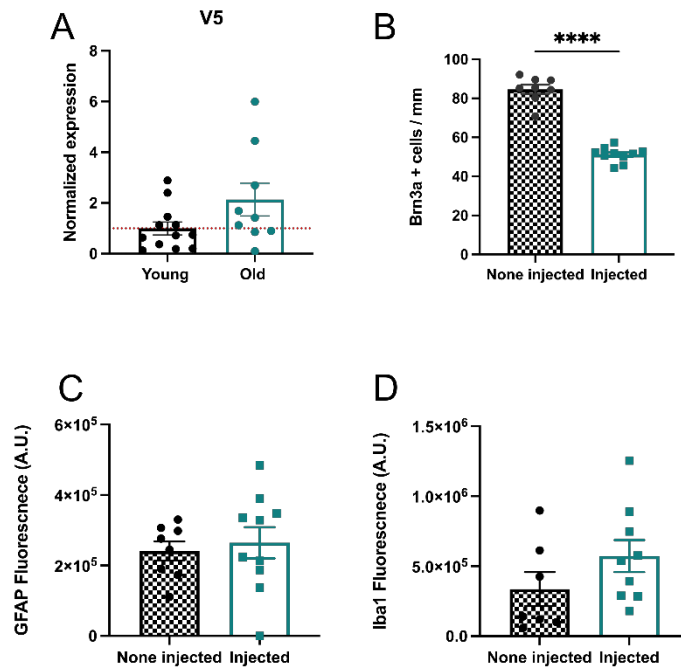 A
V5
Normalized expression
8
6
4
2
0
Young
Old
B
****
Brn3a + cells / mm
100
80
60
40
20
0
None injected
Injected
C
GFAP Fluorescnece (A.U.)
6×10⁵
4×10⁵
2×10⁵
0
None injected
Injected
D
Iba1 Fluorescnece (A.U.)
1.5×10⁶
1.0×10⁶
5.0×10⁵
0.0
None injected
Injected